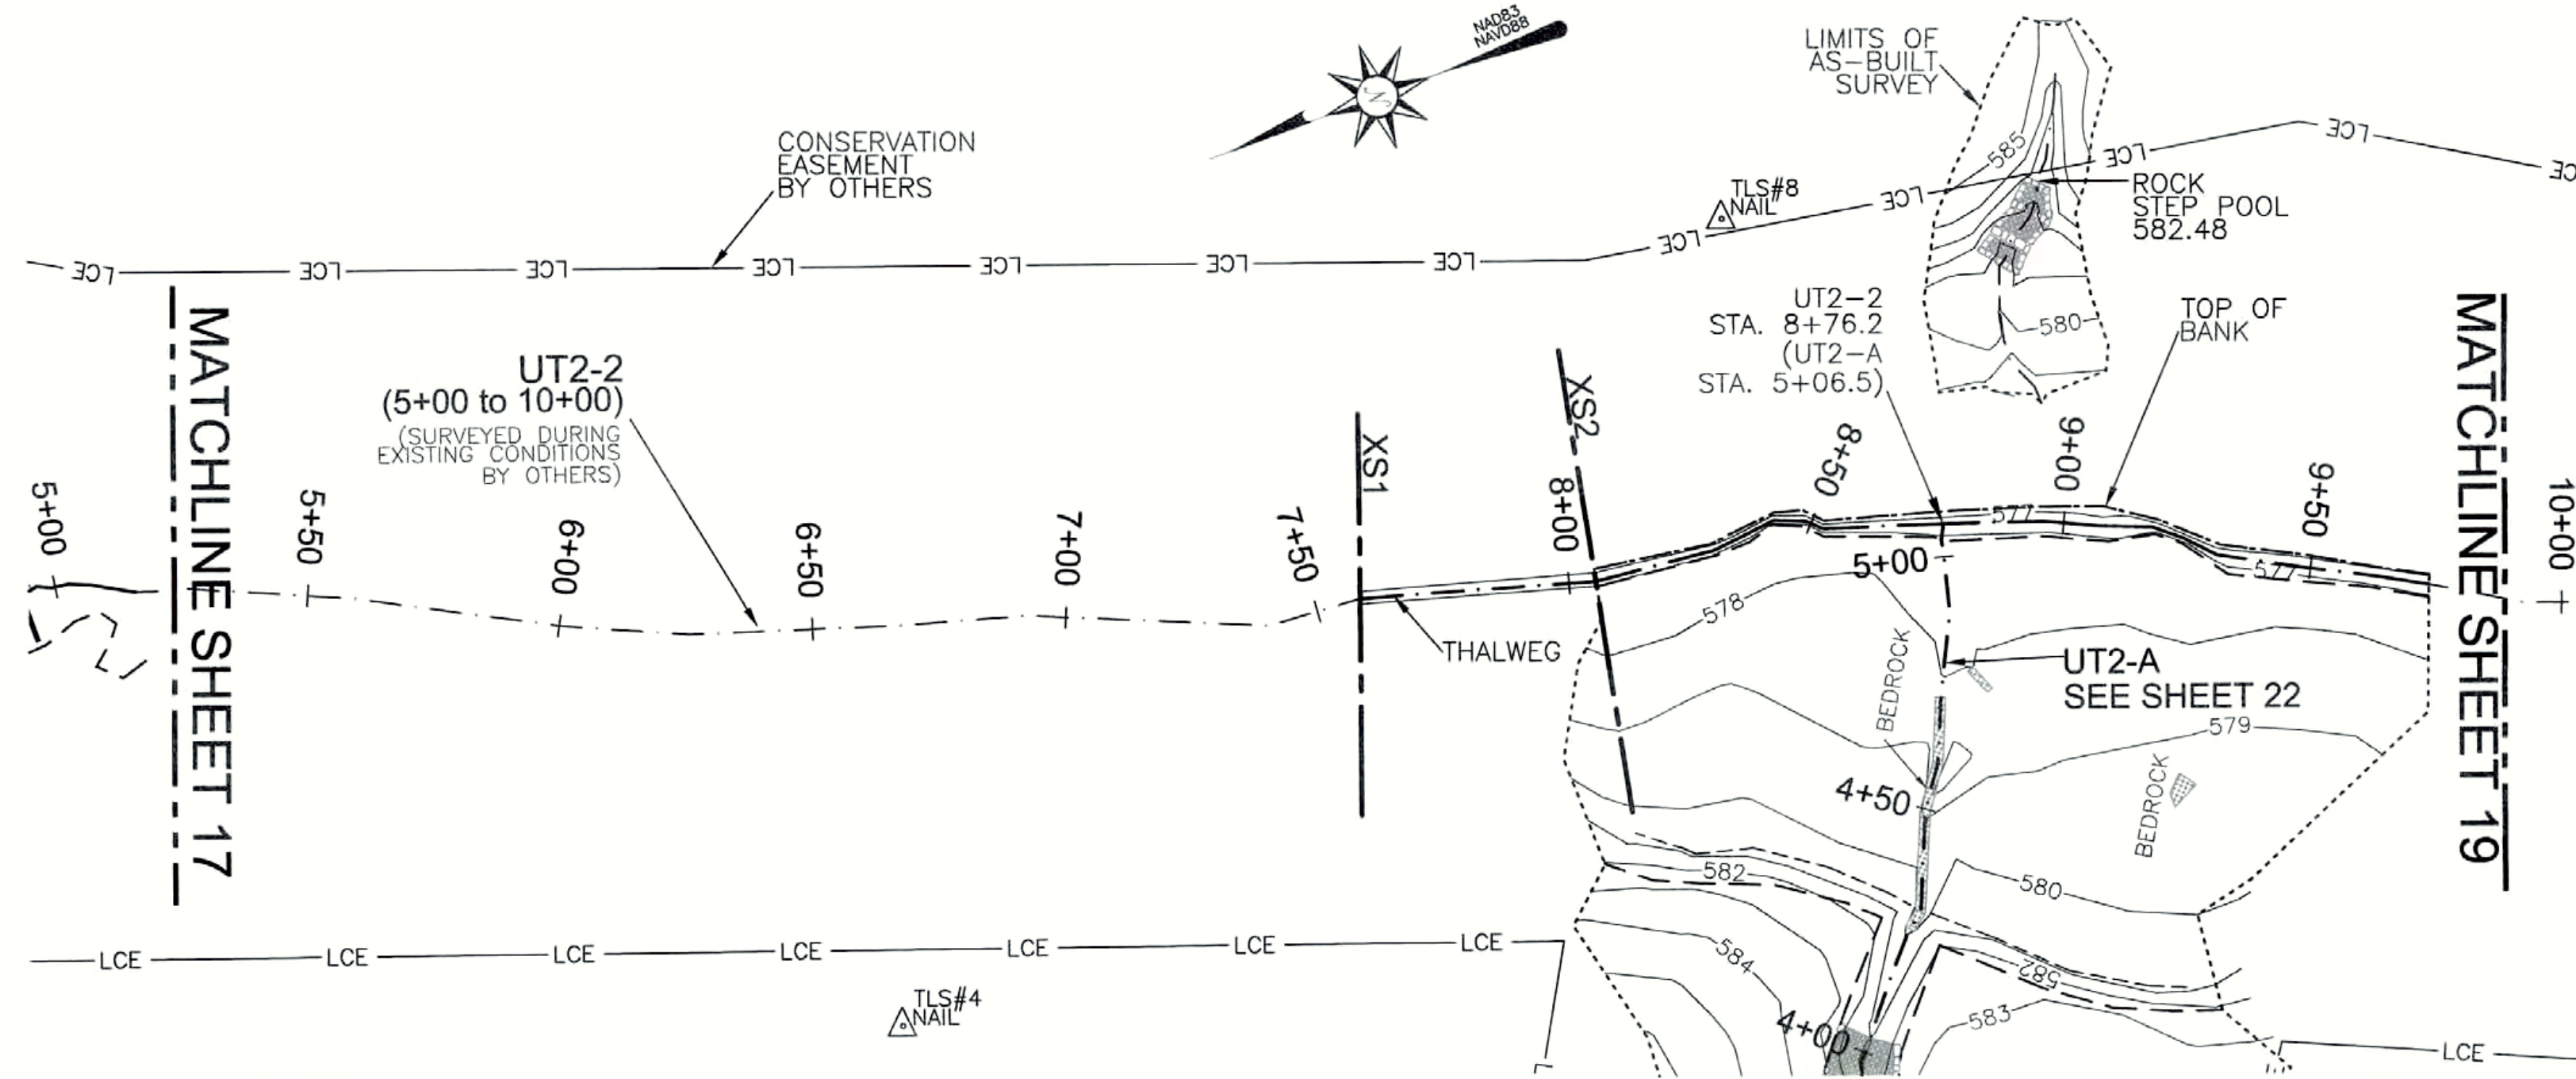 NAD83
NAVD88
N
LIMITS OF
AS-BUILT
SURVEY
CONSERVATION
EASEMENT
BY OTHERS
585
ROCK
STEP POOL
582.48
TLS#8
NAIL
LCE LCE LCE LCE LCE LCE LCE LCE LCE LCE LCE
580
TOP OF
BANK
UT2-2
STA. 8+76.2
(UT2-A
STA. 5+06.5)
MATCHLINE SHEET 17
UT2-2
(5+00 to 10+00)
(SURVEYED DURING
EXISTING CONDITIONS
BY OTHERS)
XS1
XS2
MATCHLINE SHEET 19
5+00
5+50
6+00
6+50
7+00
7+50
8+00
8+50
9+00
9+50
10+00
577
577
5+00
THALWEG
578
BEDROCK
UT2-A
SEE SHEET 22
579
4+50
BEDROCK
582
580
584
582
583
4+00
LCE LCE LCE LCE LCE LCE LCE
LCE
TLS#4
NAIL